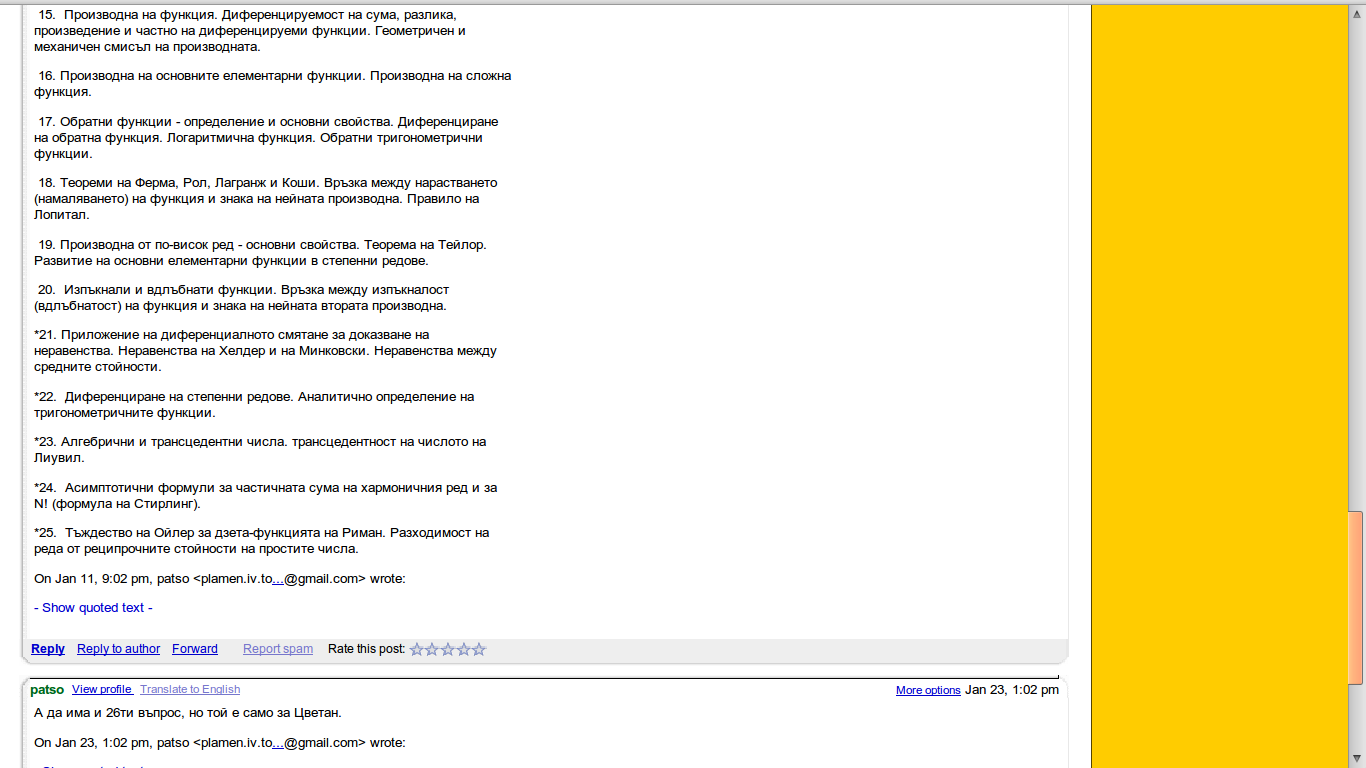 15. Производна на функция. Диференцируемост на сума, разлика,
произведение и частно на диференцируеми функции. Геометричен и
механичен смисъл на производната.
16. Производна на основните елементарни функции. Производна на сложна
функция.
17. Обратни функции - определение и основни свойства. Диференциране
на обратна функция. Логаритмична функция. Обратни тригонометрични
функции.
18. Теореми на Ферма, Рол, Лагранж и Коши. Връзка между нарастването
(намаляването) на функция и знака на нейната производна. Правило на
Лопитал.
19. Производна от по-висок ред - основни свойства. Теорема на Тейлор.
Развитие на основни елементарни функции в степенни редове.
20. Изпъкнали и вдлъбнати функции. Връзка между изпъкналост
(вдлъбнатост) на функция и знака на нейната втората производна.
*21. Приложение на диференциалното смятане за доказване на
неравенства. Неравенства на Хелдер и на Минковски. Неравенства между
средните стойности.
*22. Диференциране на степенни редове. Аналитично определение на
тригонометричните функции.
*23. Алгебрични и трансцедентни числа. трансцедентност на числото на
Лиувил.
*24. Асимптотични формули за частичната сума на хармоничния ред и за
N! (формула на Стирлинг).
*25. Тъждество на Ойлер за дзета-функцията на Риман. Разходимост на
реда от реципрочните стойности на простите числа.
On Jan 11, 9:02 pm, patso <plamen.iv.to...@gmail.com> wrote:
- Show quoted text -
Reply Reply to author Forward Report spam Rate this post:
patso View profile Translate to English More options Jan 23, 1:02 pm
А да има и 26ти въпрос, но той е само за Цветан.
On Jan 23, 1:02 pm, patso <plamen.iv.to...@gmail.com> wrote: